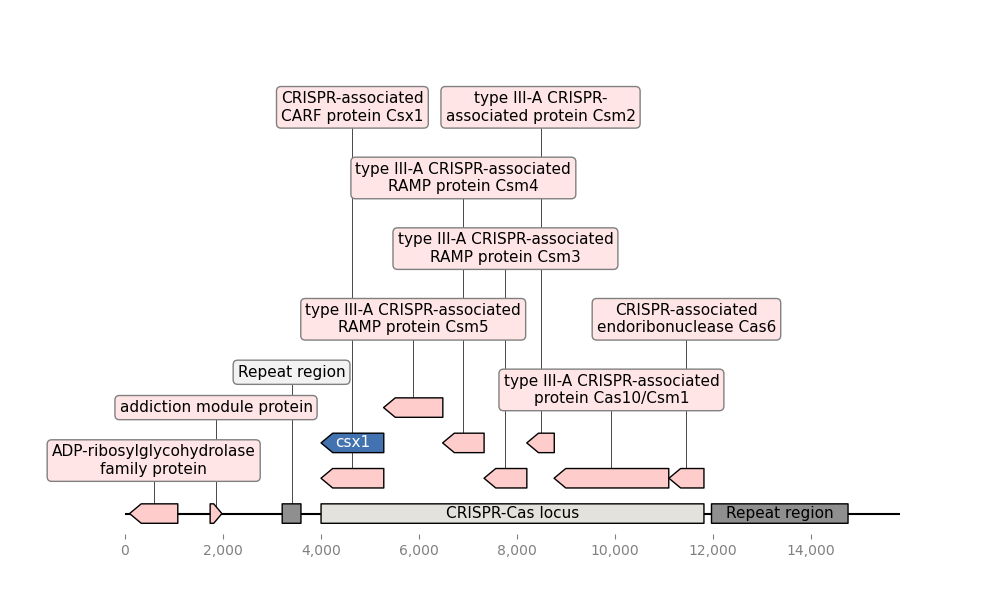 CRISPR-associated
CARF protein Csx1
type III-A CRISPR-
associated protein Csm2
type III-A CRISPR-associated
RAMP protein Csm4
type III-A CRISPR-associated
RAMP protein Csm3
type III-A CRISPR-associated
RAMP protein Csm5
CRISPR-associated
endoribonuclease Cas6
Repeat region
type III-A CRISPR-associated
protein Cas10/Csm1
addiction module protein
csx1
ADP-ribosylglycohydrolase
family protein
CRISPR-Cas locus
Repeat region
0
2,000
4,000
6,000
8,000
10,000
12,000
14,000